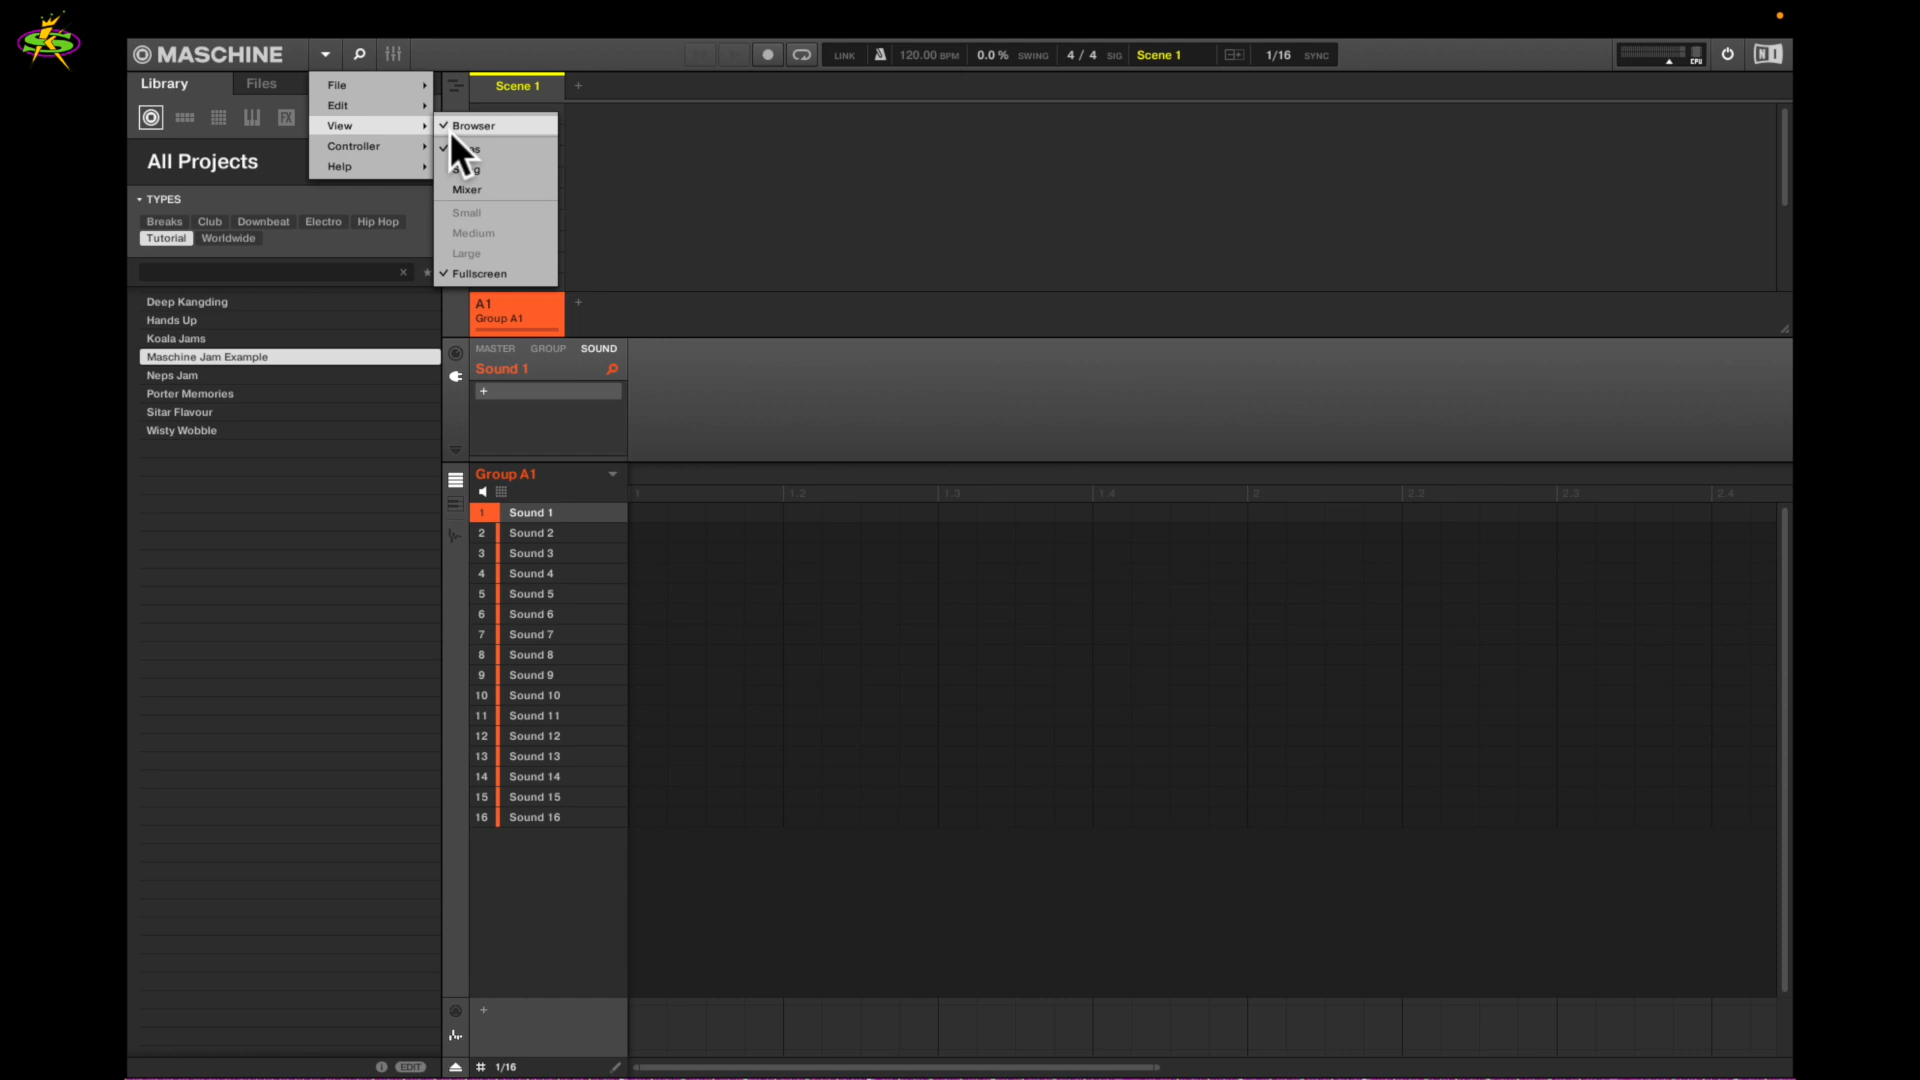 MASCHINE
LINK 120.00 BPM 0.0 % SWING 4 / 4 SIG Scene 1 1/16 SYNC
CPU
NI
Library Files
File
Edit
View
Controller
Help
Browser
Mixer
Small
Medium
Large
Fullscreen
Scene 1 +
All Projects
TYPES
Breaks Club Downbeat Electro Hip Hop
Tutorial Worldwide
Deep Kangding
Hands Up
Koala Jams
Maschine Jam Example
Neps Jam
Porter Memories
Sitar Flavour
Wisty Wobble
A1 +
Group A1
MASTER GROUP SOUND
Sound 1
+
Group A1
1 1.2 1.3 1.4 2 2.2 2.3 2.4
1 Sound 1
2 Sound 2
3 Sound 3
4 Sound 4
5 Sound 5
6 Sound 6
7 Sound 7
8 Sound 8
9 Sound 9
10 Sound 10
11 Sound 11
12 Sound 12
13 Sound 13
14 Sound 14
15 Sound 15
16 Sound 16
+
EDIT
# 1/16